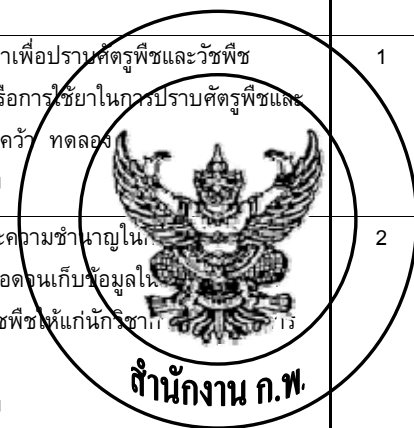 าเพื่อปราบศัตรูพืชและวัชพืช 1
รือการใช้ยาในการปราบศัตรูพืชและ
คว้า ทดลอง
ะความชำนาญใน 2
อดจนเก็บข้อมูลใน
ชพืชให้แก่นักวิชาก
สำนักงาน ก.พ.